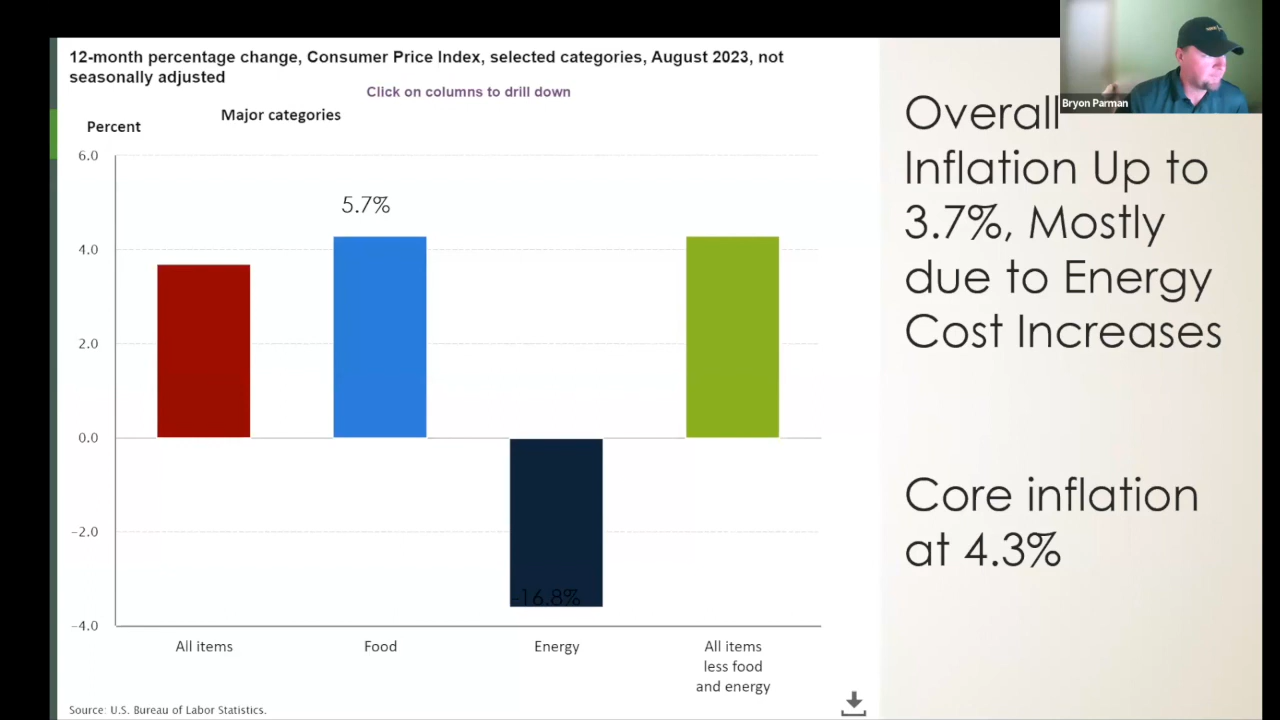 12-month percentage change, Consumer Price Index, selected categories, August 2023, not
seasonally adjusted
Click on columns to drill down
Major categories
Percent
6.0
4.0
2.0
0.0
−2.0
−4.0
5.7%
-16.8%
All items
Food
Energy
All items
less food
and energy
Source: U.S. Bureau of Labor Statistics.
Bryon Parman
Overall
Inflation Up to
3.7%, Mostly
due to Energy
Cost Increases
Core inflation
at 4.3%